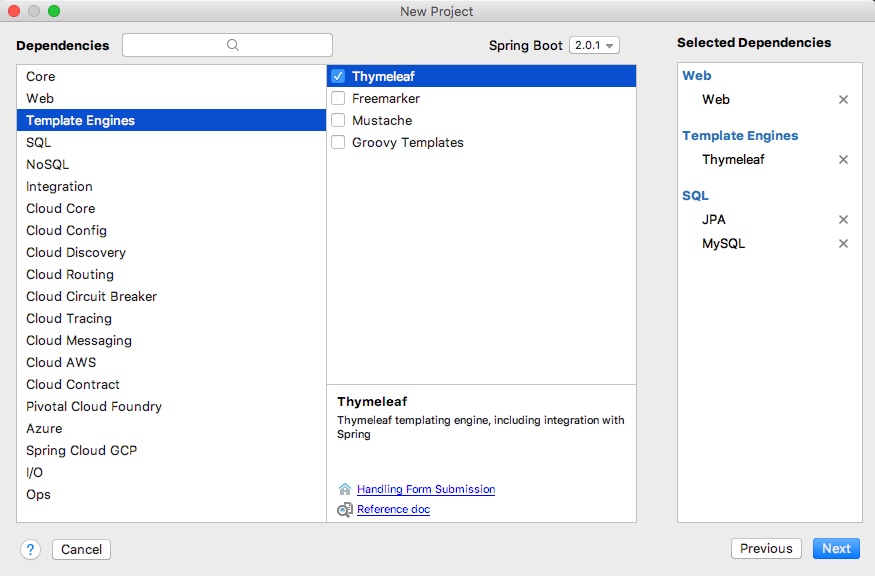 New Project
Dependencies
Spring Boot 2.0.1
Selected Dependencies
Core
Web
Template Engines
SQL
NoSQL
Integration
Cloud Core
Cloud Config
Cloud Discovery
Cloud Routing
Cloud Circuit Breaker
Cloud Tracing
Cloud Messaging
Cloud AWS
Cloud Contract
Pivotal Cloud Foundry
Azure
Spring Cloud GCP
I/O
Ops
Thymeleaf
Freemarker
Mustache
Groovy Templates
Thymeleaf
Thymeleaf templating engine, including integration with
Spring
Handling Form Submission
Reference doc
Web
Web
Template Engines
Thymeleaf
SQL
JPA
MySQL
?
Cancel
Previous
Next